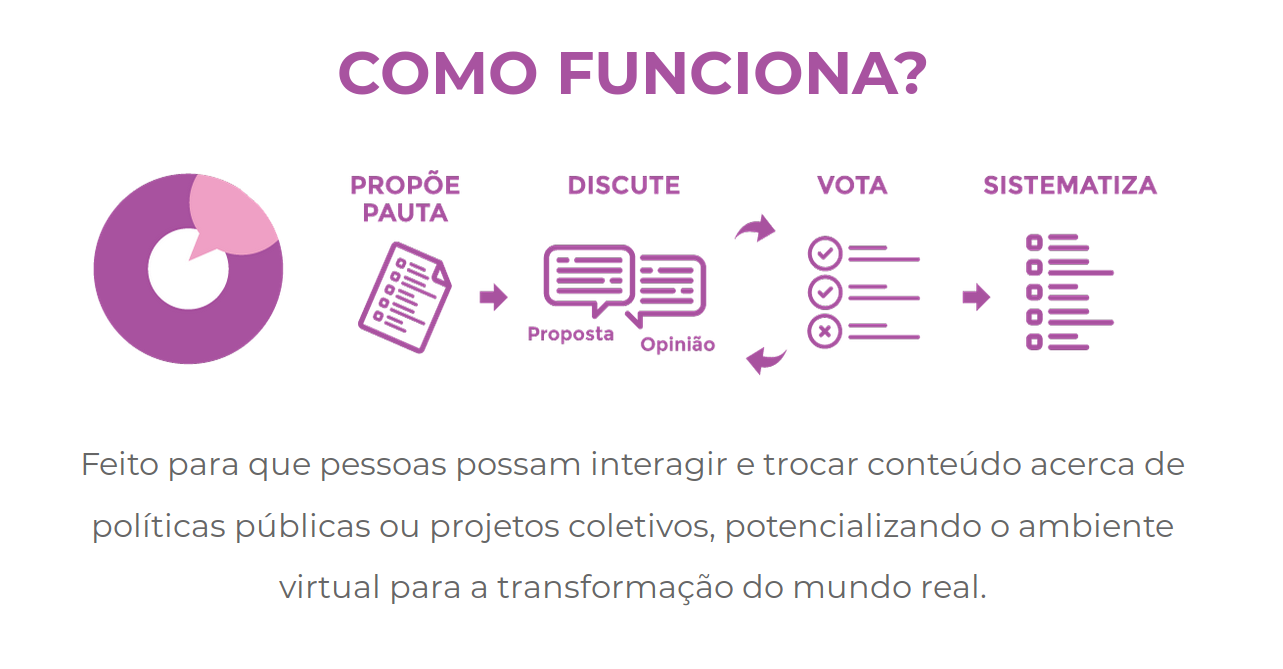 COMO FUNCIONA?
PROPÕE
PAUTA
DISCUTE
VOTA
SISTEMATIZA
Proposta
Opinião
Feito para que pessoas possam interagir e trocar conteúdo acerca de
políticas públicas ou projetos coletivos, potencializando o ambiente
virtual para a transformação do mundo real.